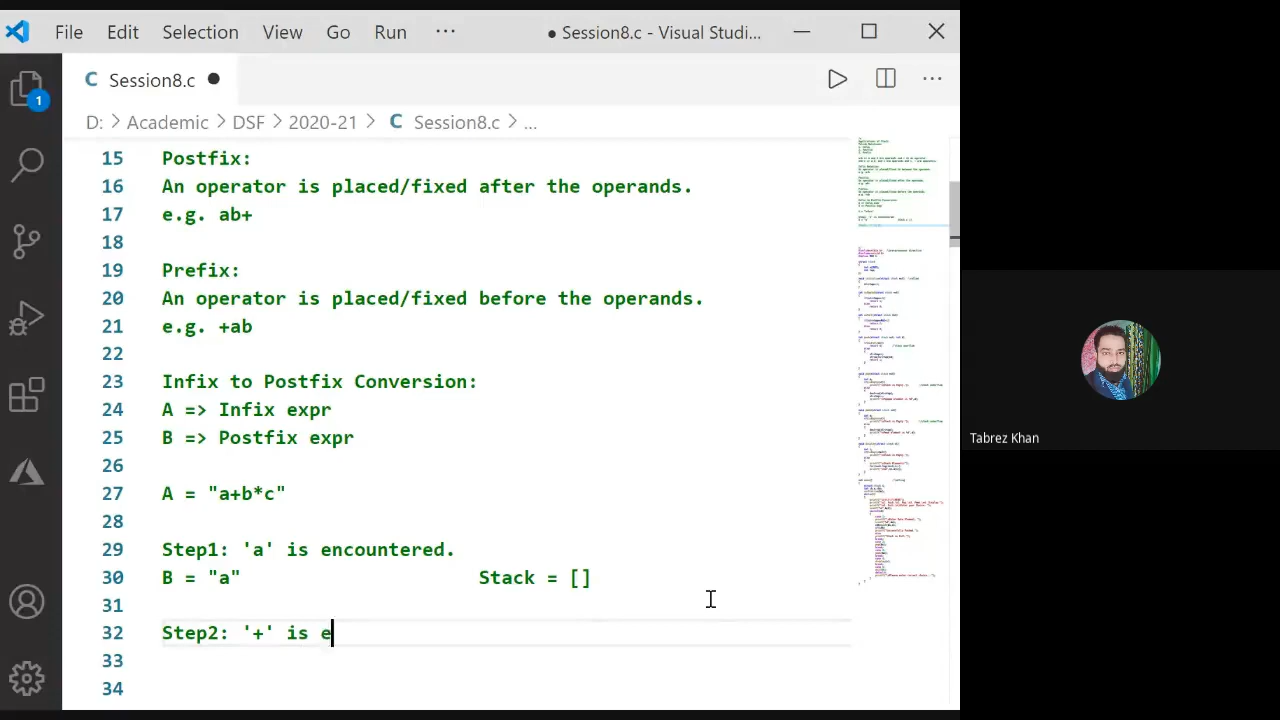 File Edit Selection View Go Run ··· ● Session8.c - Visual Studi...
C Session8.c ●
1
D: > Academic > DSF > 2020-21 > C Session8.c > ...
15 Postfix:
16 An operator is placed/fixed after the operands.
17 e.g. ab+
18
19 Prefix:
20 An operator is placed/fixed before the operands.
21 e.g. +ab
22
23 Infix to Postfix Conversion:
24 A => Infix expr
25 B => Postfix expr
26
27 A = "a+b*c"
28
29 Step1: 'a' is encountered.
30 B = "a" Stack = []
31
32 Step2: '+' is e
33
34
Tabrez Khan